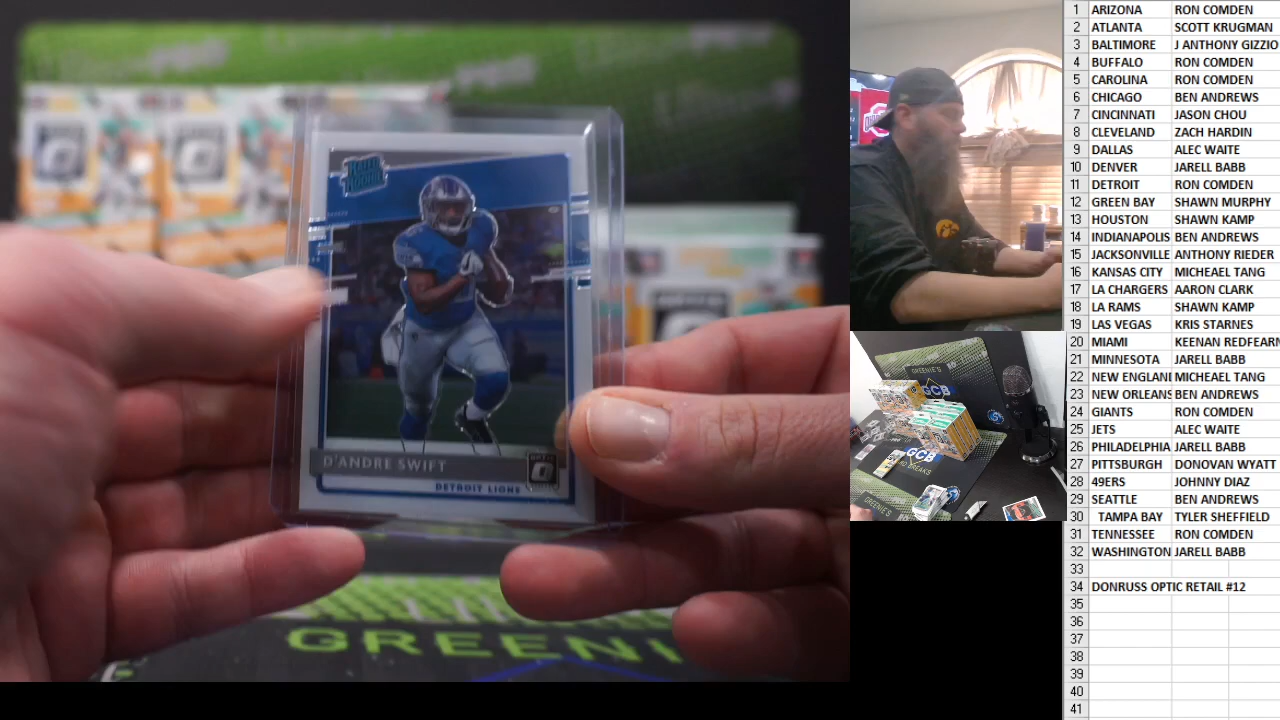 RATED
ROOKIE
D'ANDRE SWIFT
OPTIC
DETROIT LIONS
GREENI
GREENIE'S
GCB
GCB
GREENIE'S
1 ARIZONA RON COMDEN
2 ATLANTA SCOTT KRUGMAN
3 BALTIMORE J ANTHONY GIZZIO
4 BUFFALO RON COMDEN
5 CAROLINA RON COMDEN
6 CHICAGO BEN ANDREWS
7 CINCINNATI JASON CHOU
8 CLEVELAND ZACH HARDIN
9 DALLAS ALEC WAITE
10 DENVER JARELL BABB
11 DETROIT RON COMDEN
12 GREEN BAY SHAWN MURPHY
13 HOUSTON SHAWN KAMP
14 INDIANAPOLIS BEN ANDREWS
15 JACKSONVILLE ANTHONY RIEDER
16 KANSAS CITY MICHEAEL TANG
17 LA CHARGERS AARON CLARK
18 LA RAMS SHAWN KAMP
19 LAS VEGAS KRIS STARNES
20 MIAMI KEENAN REDFEARN
21 MINNESOTA JARELL BABB
22 NEW ENGLANI MICHEAEL TANG
23 NEW ORLEANS BEN ANDREWS
24 GIANTS RON COMDEN
25 JETS ALEC WAITE
26 PHILADELPHIA JARELL BABB
27 PITTSBURGH DONOVAN WYATT
28 49ERS JOHNNY DIAZ
29 SEATTLE BEN ANDREWS
30 TAMPA BAY TYLER SHEFFIELD
31 TENNESSEE RON COMDEN
32 WASHINGTON JARELL BABB
33
34 DONRUSS OPTIC RETAIL #12
35
36
37
38
39
40
41